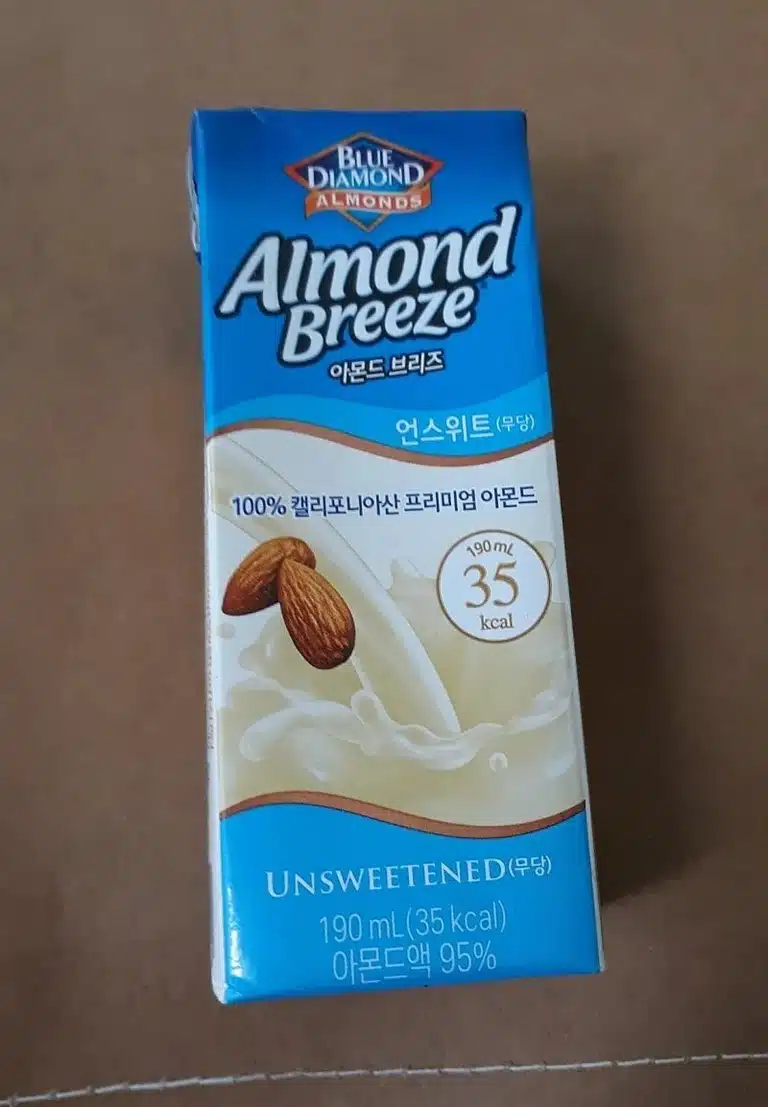 BLUE
DIAMOND
ALMONDS
Almond
Breeze
아몬드 브리즈
언스위트 (무당)
100% 캘리포니아산 프리미엄 아몬드
190 mL
35
kcal
UNSWEETENED (무당)
190 mL (35 kcal)
아몬드액 95%